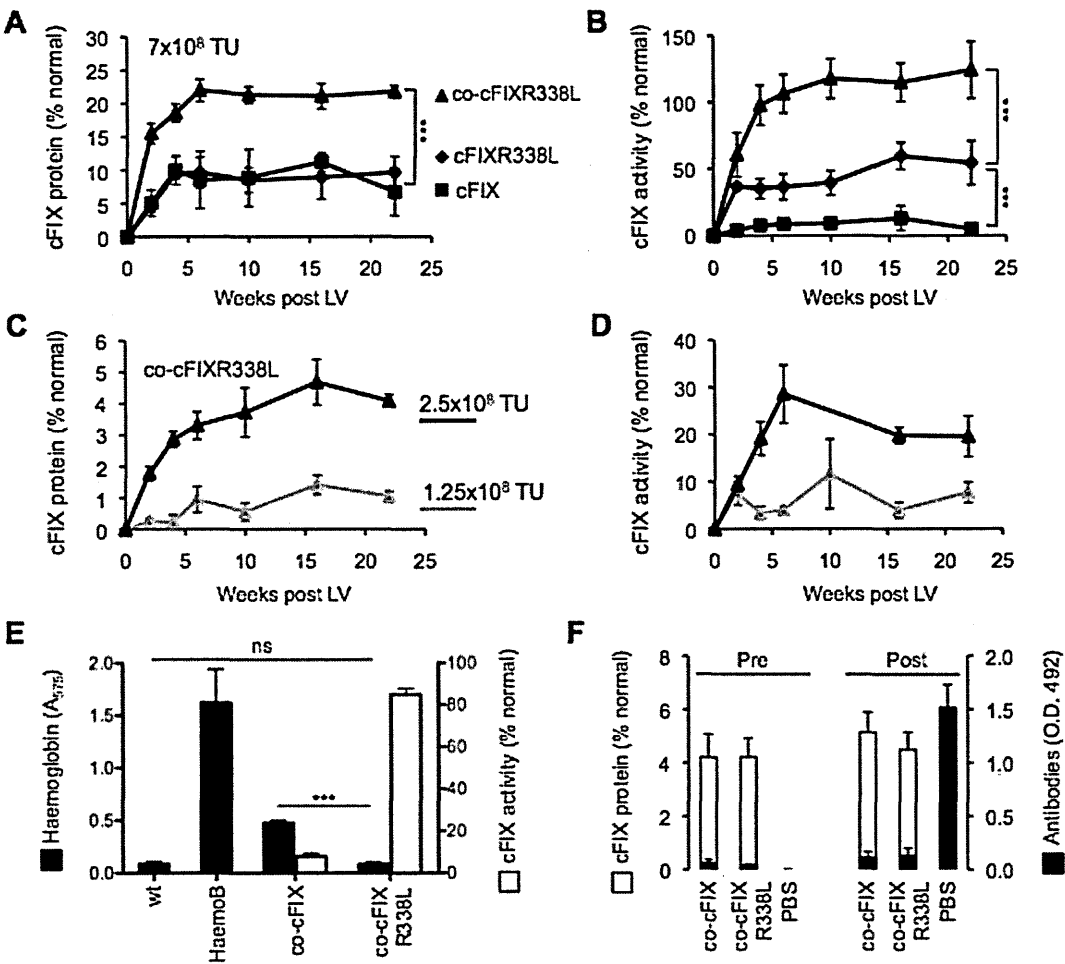 A
cFIX protein (% normal)
30
25
20
15
10
5
0
7x10⁸ TU
co-cFIXR338L
cFIXR338L
cFIX
***
0 5 10 15 20 25
Weeks post LV
B
cFIX activity (% normal)
150
100
50
0
***
***
0 5 10 15 20 25
Weeks post LV
C
cFIX protein (% normal)
6
5
4
3
2
1
0
co-cFIXR338L
2.5x10⁸ TU
1.25x10⁸ TU
0 5 10 15 20 25
Weeks post LV
D
cFIX activity (% normal)
40
30
20
10
0
0 5 10 15 20 25
Weeks post LV
E
Haemoglobin (A₅₇₅)
2.0
1.5
1.0
0.5
0.0
ns
***
100
80
60
40
20
0
cFIX activity (% normal)
wt
HaemoB
co-cFIX
co-cFIX
R338L
F
cFIX protein (% normal)
8
6
4
2
0
Pre
Post
2.0
1.5
1.0
0.5
0.0
Antibodies (O.D. 492)
co-cFIX
co-cFIX
R338L
PBS
co-cFIX
co-cFIX
R338L
PBS